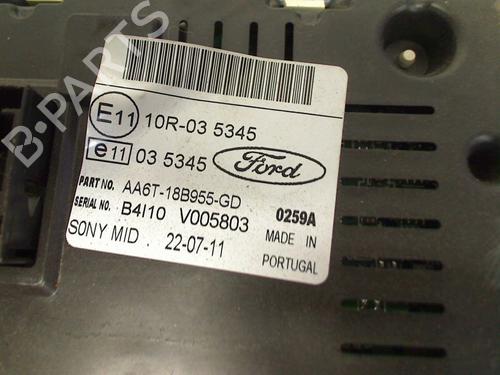 B-PARTS
E11 10R-03 5345
e11 03 5345
Ford
PART NO. AA6T-18B955-GD
SERIAL NO. B4I10 V005803 0259A
SONY MID 22-07-11 MADE IN
PORTUGAL